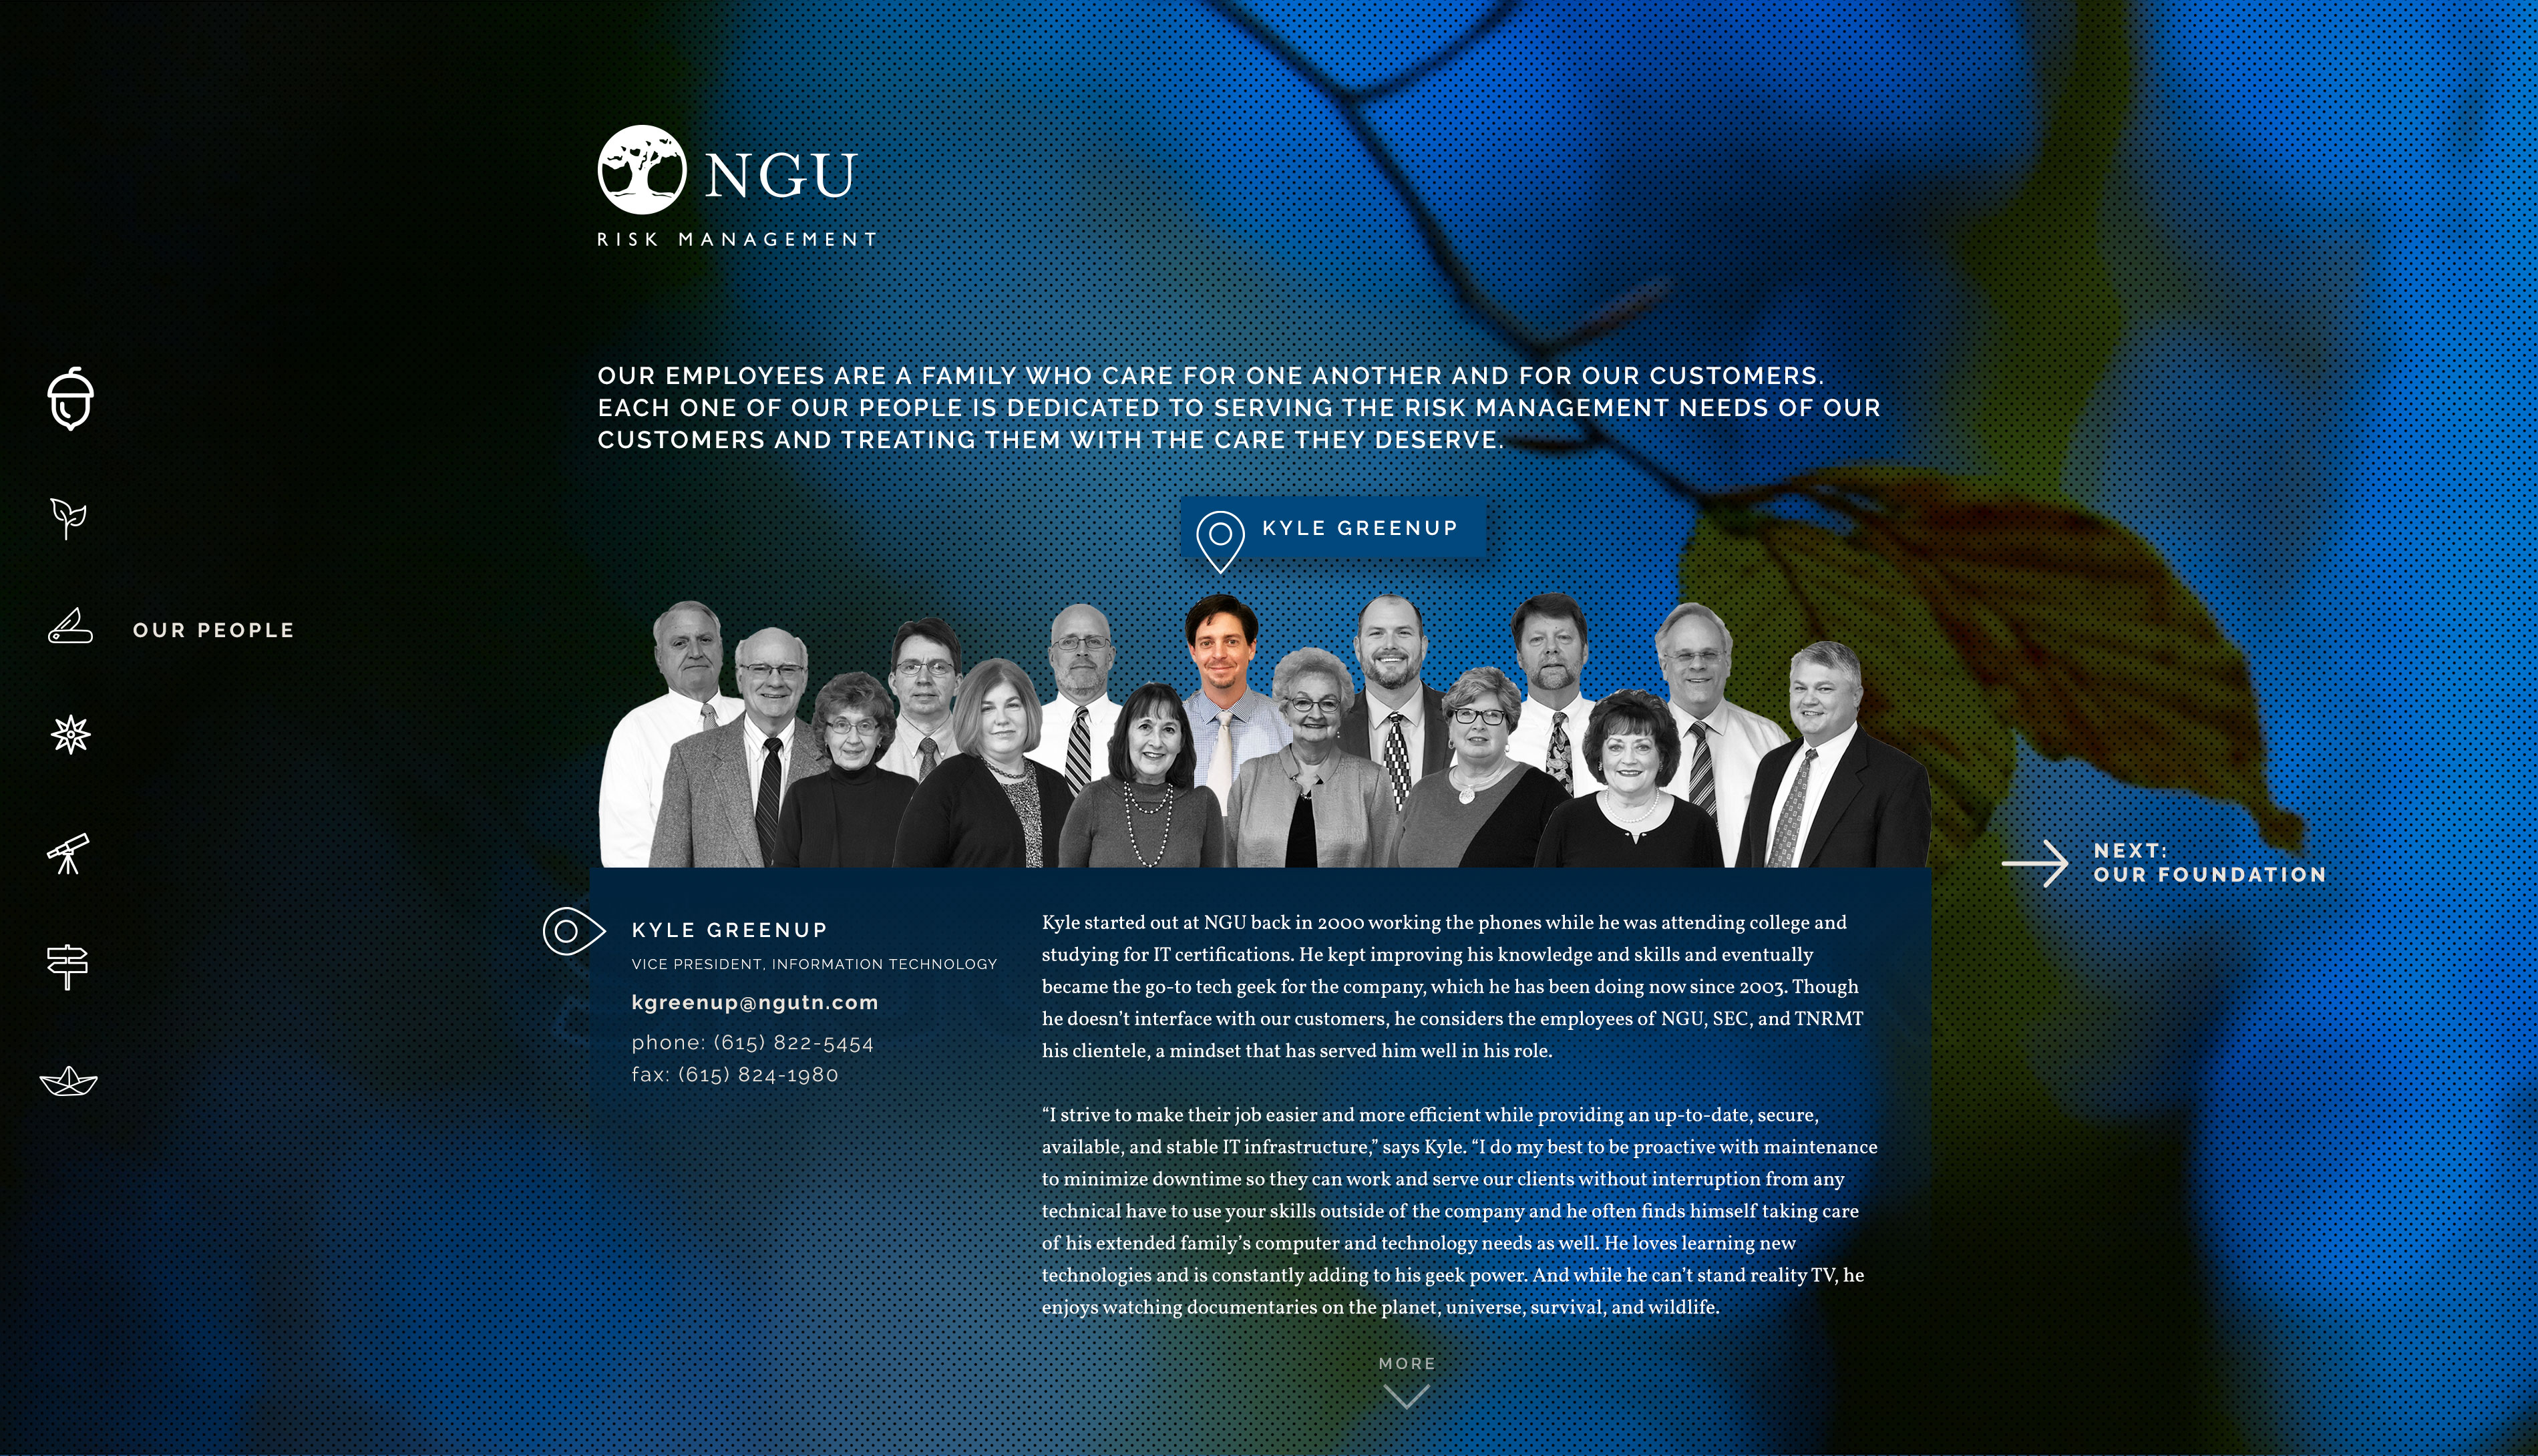 NGU
RISK MANAGEMENT
OUR EMPLOYEES ARE A FAMILY WHO CARE FOR ONE ANOTHER AND FOR OUR CUSTOMERS.
EACH ONE OF OUR PEOPLE IS DEDICATED TO SERVING THE RISK MANAGEMENT NEEDS OF OUR
CUSTOMERS AND TREATING THEM WITH THE CARE THEY DESERVE.
KYLE GREENUP
OUR PEOPLE
NEXT:
OUR FOUNDATION
KYLE GREENUP
VICE PRESIDENT, INFORMATION TECHNOLOGY
kgreenup@ngutn.com
phone: (615) 822-5454
fax: (615) 824-1980
Kyle started out at NGU back in 2000 working the phones while he was attending college and
studying for IT certifications. He kept improving his knowledge and skills and eventually
became the go-to tech geek for the company, which he has been doing now since 2003. Though
he doesn’t interface with our customers, he considers the employees of NGU, SEC, and TNRMT
his clientele, a mindset that has served him well in his role.
“I strive to make their job easier and more efficient while providing an up-to-date, secure,
available, and stable IT infrastructure,” says Kyle. “I do my best to be proactive with maintenance
to minimize downtime so they can work and serve our clients without interruption from any
technical have to use your skills outside of the company and he often finds himself taking care
of his extended family’s computer and technology needs as well. He loves learning new
technologies and is constantly adding to his geek power. And while he can’t stand reality TV, he
enjoys watching documentaries on the planet, universe, survival, and wildlife.
MORE